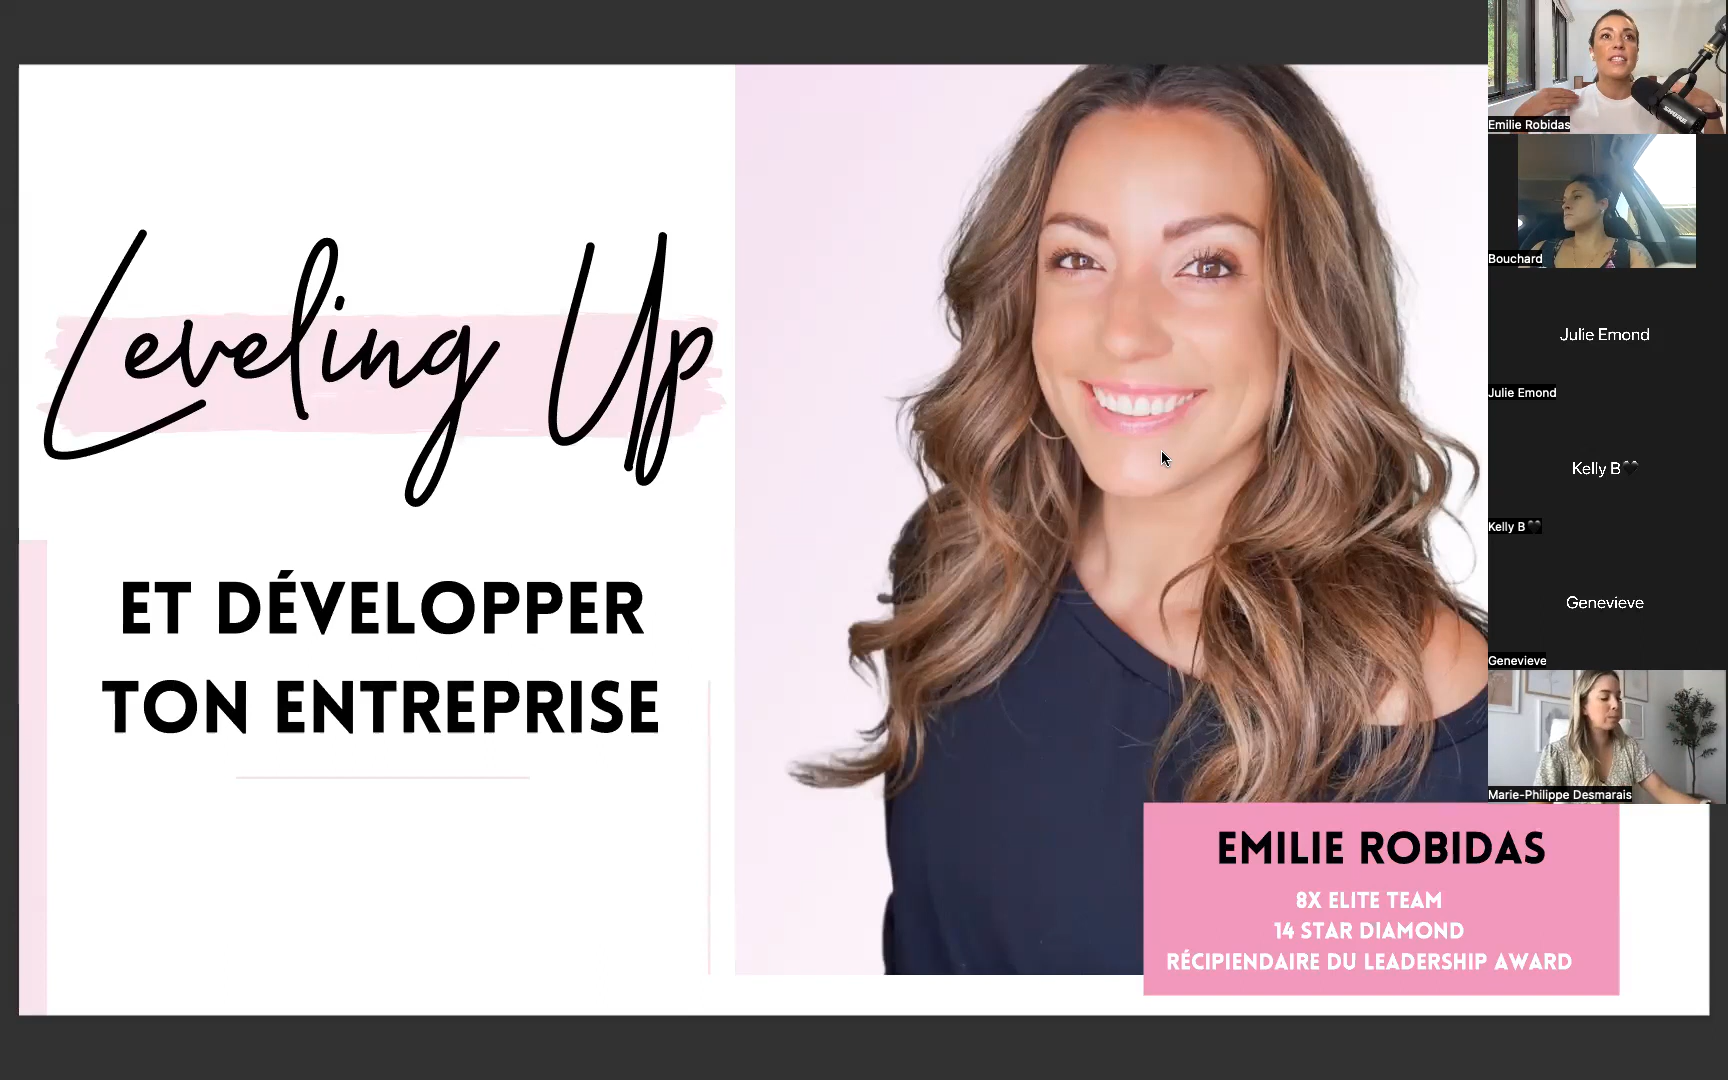 Leveling Up
ET DÉVELOPPER
TON ENTREPRISE
EMILIE ROBIDAS
8X ELITE TEAM
14 STAR DIAMOND
RÉCIPIENDAIRE DU LEADERSHIP AWARD
Emilie Robidas
Bouchard
Julie Emond
Julie Emond
Kelly B🖤
Kelly B🖤
Genevieve
Genevieve
Marie-Philippe Desmarais